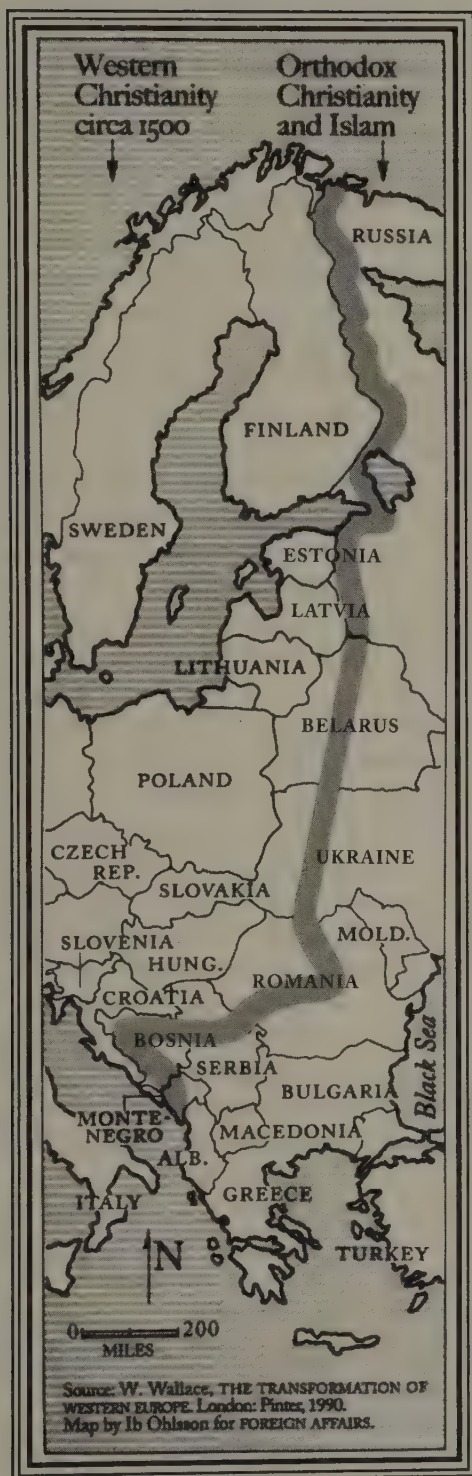 Western
Christianity
circa 1500
Orthodox
Christianity
and Islam
RUSSIA
FINLAND
SWEDEN
ESTONIA
LATVIA
LITHUANIA
BELARUS
POLAND
CZECH
REP.
UKRAINE
SLOVAKIA
MOLD.
SLOVENIA
HUNG.
ROMANIA
CROATIA
BOSNIA
SERBIA
BULGARIA
Black Sea
MONTE-
NEGRO
MACEDONIA
ALB.
ITALY
GREECE
TURKEY
N
0 200
MILES
Source: W. Wallace, THE TRANSFORMATION OF
WESTERN EUROPE. London: Pinter, 1990.
Map by Ib Ohlsson for FOREIGN AFFAIRS.